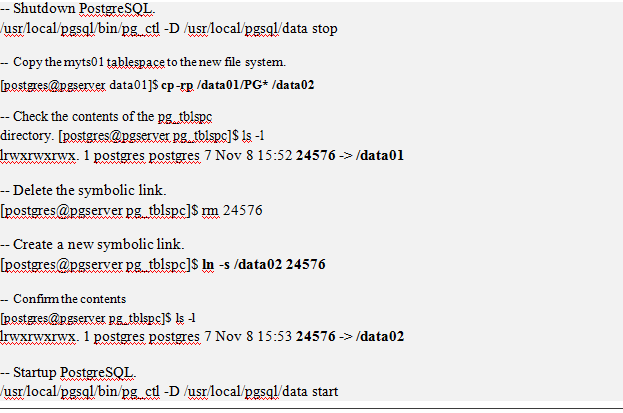 -- Shutdown PostgreSQL.
/usr/local/pgsql/bin/pg_ctl -D /usr/local/pgsql/data stop
-- Copy the myts01 tablespace to the new file system.
[postgres@pgserver data01]$ cp -rp /data01/PG* /data02
-- Check the contents of the pg_tblspc
directory. [postgres@pgserver pg_tblspc]$ ls -l
lrwxrwxrwx. 1 postgres postgres 7 Nov 8 15:52 24576 -> /data01
-- Delete the symbolic link.
[postgres@pgserver pg_tblspc]$ rm 24576
-- Create a new symbolic link.
[postgres@pgserver pg_tblspc]$ ln -s /data02 24576
-- Confirm the contents
[postgres@pgserver pg_tblspc]$ ls -l
lrwxrwxrwx. 1 postgres postgres 7 Nov 8 15:53 24576 -> /data02
-- Startup PostgreSQL.
/usr/local/pgsql/bin/pg_ctl -D /usr/local/pgsql/data start